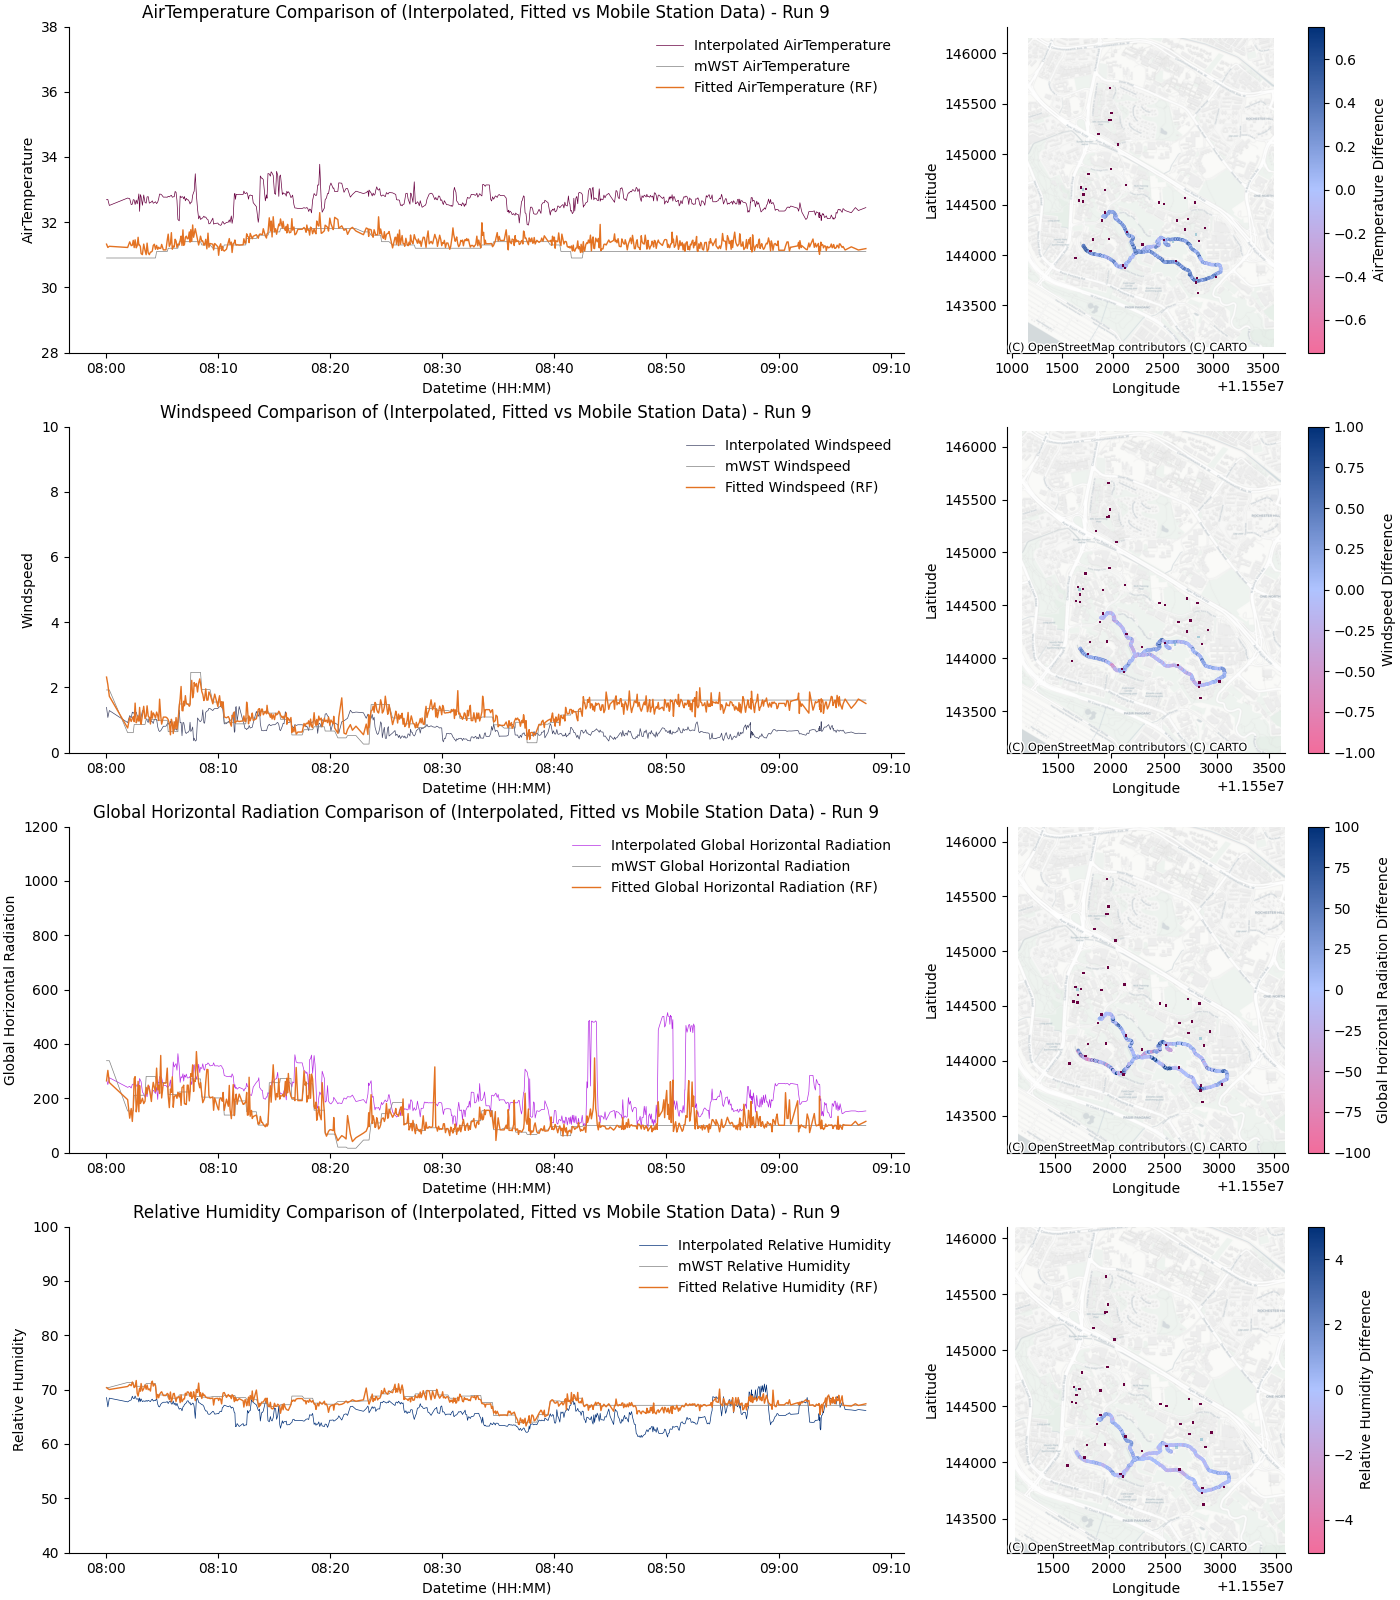 AirTemperature Comparison of (Interpolated, Fitted vs Mobile Station Data) - Run 9
38
36
34
32
30
28
AirTemperature
Interpolated AirTemperature
mWST AirTemperature
Fitted AirTemperature (RF)
08:00 08:10 08:20 08:30 08:40 08:50 09:00 09:10
Datetime (HH:MM)
146000
145500
145000
144500
144000
143500
Latitude
(C) OpenStreetMap contributors (C) CARTO
1000 1500 2000 2500 3000 3500
Longitude
+1.155e7
0.6
0.4
0.2
0.0
−0.2
−0.4
−0.6
AirTemperature Difference
Windspeed Comparison of (Interpolated, Fitted vs Mobile Station Data) - Run 9
10
8
6
4
2
0
Windspeed
Interpolated Windspeed
mWST Windspeed
Fitted Windspeed (RF)
08:00 08:10 08:20 08:30 08:40 08:50 09:00 09:10
Datetime (HH:MM)
146000
145500
145000
144500
144000
143500
Latitude
(C) OpenStreetMap contributors (C) CARTO
1500 2000 2500 3000 3500
Longitude
+1.155e7
1.00
0.75
0.50
0.25
0.00
−0.25
−0.50
−0.75
−1.00
Windspeed Difference
Global Horizontal Radiation Comparison of (Interpolated, Fitted vs Mobile Station Data) - Run 9
1200
1000
800
600
400
200
0
Global Horizontal Radiation
Interpolated Global Horizontal Radiation
mWST Global Horizontal Radiation
Fitted Global Horizontal Radiation (RF)
08:00 08:10 08:20 08:30 08:40 08:50 09:00 09:10
Datetime (HH:MM)
146000
145500
145000
144500
144000
143500
Latitude
(C) OpenStreetMap contributors (C) CARTO
1500 2000 2500 3000 3500
Longitude
+1.155e7
100
75
50
25
0
−25
−50
−75
−100
Global Horizontal Radiation Difference
Relative Humidity Comparison of (Interpolated, Fitted vs Mobile Station Data) - Run 9
100
90
80
70
60
50
40
Relative Humidity
Interpolated Relative Humidity
mWST Relative Humidity
Fitted Relative Humidity (RF)
08:00 08:10 08:20 08:30 08:40 08:50 09:00 09:10
Datetime (HH:MM)
146000
145500
145000
144500
144000
143500
Latitude
(C) OpenStreetMap contributors (C) CARTO
1500 2000 2500 3000 3500
Longitude
+1.155e7
4
2
0
−2
−4
Relative Humidity Difference